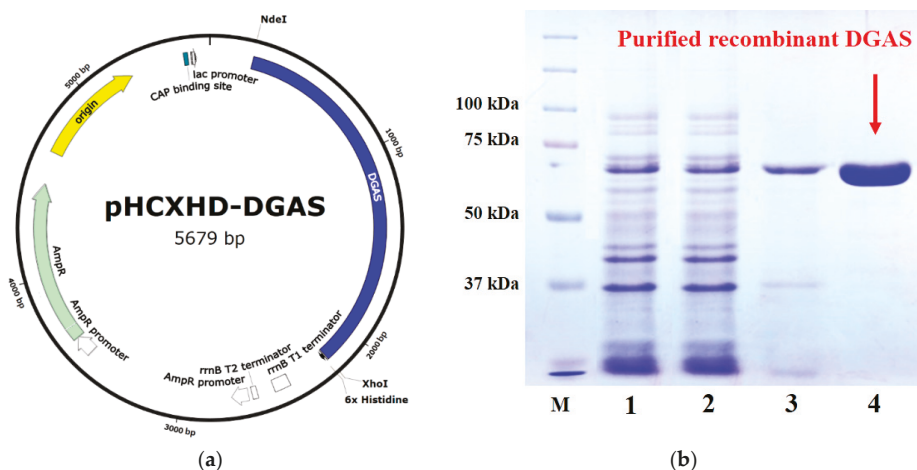 (a)
NdeI
lac promoter
CAP binding site
5000 bp
origin
1000 bp
DGAS
pHCXHD-DGAS
5679 bp
AmpR
4000 bp
AmpR promoter
rrnB T2 terminator
rrnB T1 terminator
AmpR promoter
2000 bp
XhoI
6x Histidine
3000 bp
(a)
(b)
Purified recombinant DGAS
100 kDa
75 kDa
50 kDa
37 kDa
M 1 2 3 4
(b)